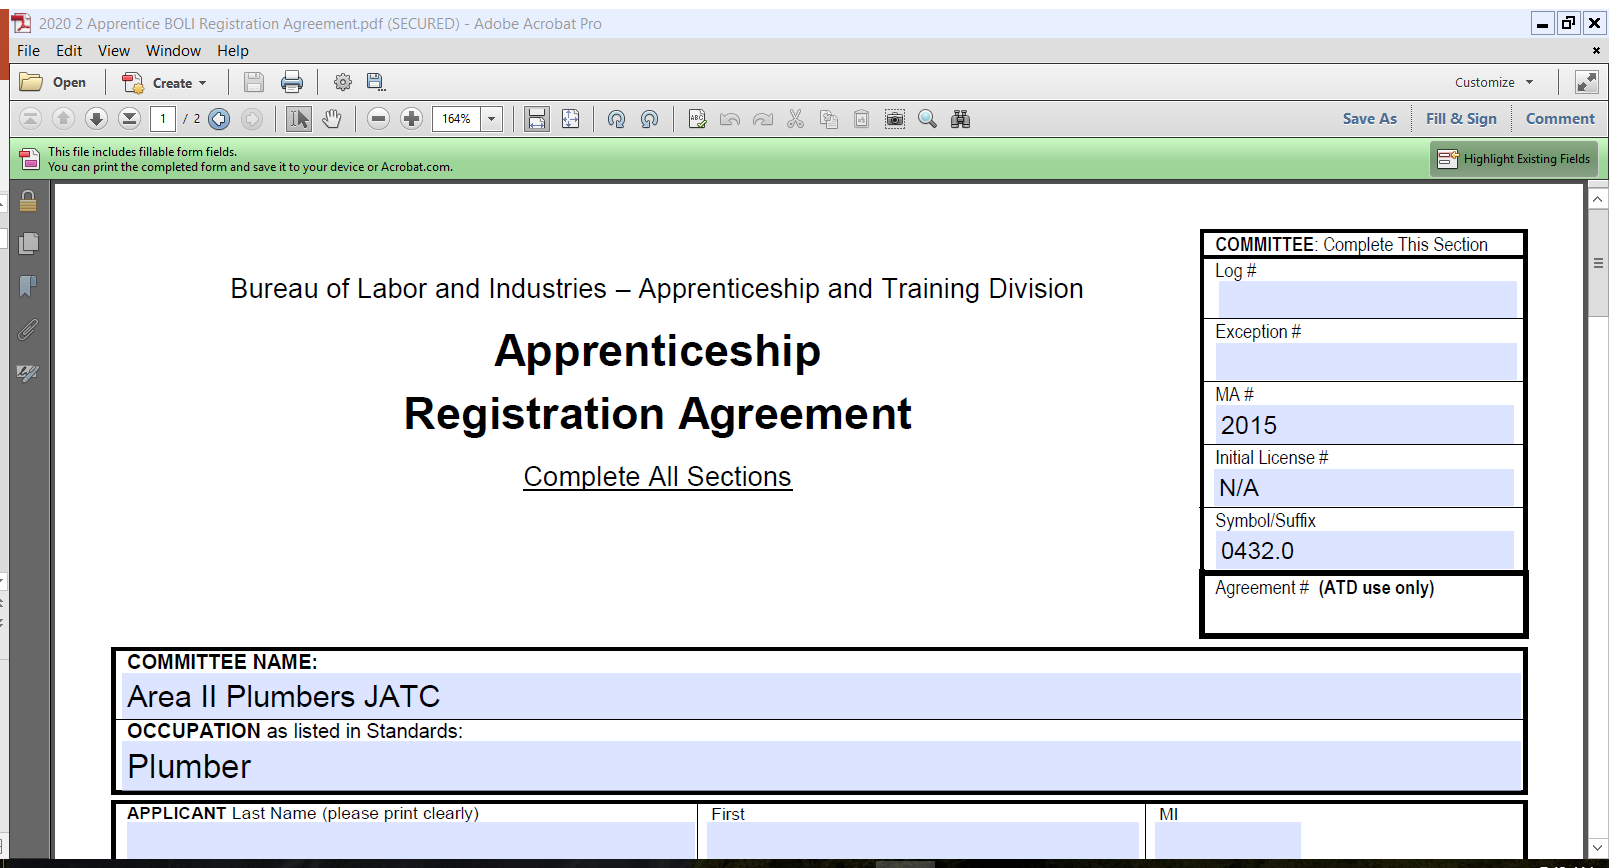 2020 2 Apprentice BOLI Registration Agreement.pdf (SECURED) - Adobe Acrobat Pro
File Edit View Window Help
Open Create Customize
1 / 2 164% Save As Fill & Sign Comment
This file includes fillable form fields.
You can print the completed form and save it to your device or Acrobat.com.
Highlight Existing Fields
COMMITTEE: Complete This Section
Log #
Exception #
MA #
2015
Initial License #
N/A
Symbol/Suffix
0432.0
Agreement # (ATD use only)
Bureau of Labor and Industries – Apprenticeship and Training Division
Apprenticeship
Registration Agreement
Complete All Sections
COMMITTEE NAME:
Area II Plumbers JATC
OCCUPATION as listed in Standards:
Plumber
APPLICANT Last Name (please print clearly) First MI